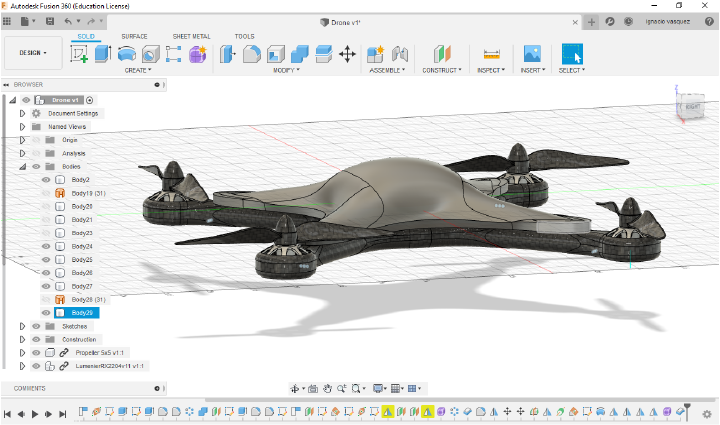 Autodesk Fusion 360 (Education License)
Drone v1*
ignacio vasquez
DESIGN
SOLID SURFACE SHEET METAL TOOLS
CREATE MODIFY ASSEMBLE CONSTRUCT INSPECT INSERT SELECT
BROWSER
Drone v1
Document Settings
Named Views
Origin
Analysis
Bodies
Body2
Body19 (31)
Body20
Body21
Body23
Body24
Body25
Body26
Body27
Body28 (31)
Body29
Sketches
Construction
Propeller 5x5 v1:1
LumenierRX2204v11 v1:1
RIGHT
COMMENTS